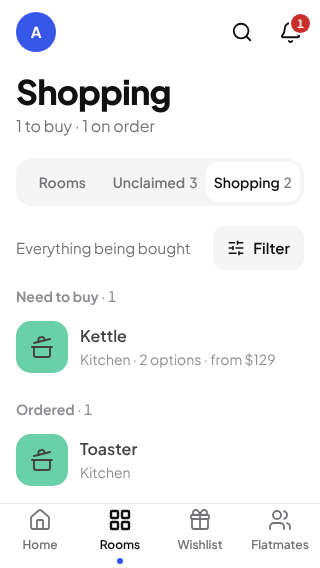 A
1
Shopping
1 to buy · 1 on order
Rooms
Unclaimed 3
Shopping 2
Everything being bought
Filter
Need to buy · 1
Kettle
Kitchen · 2 options · from $129
Ordered · 1
Toaster
Kitchen
Home
Rooms
Wishlist
Flatmates